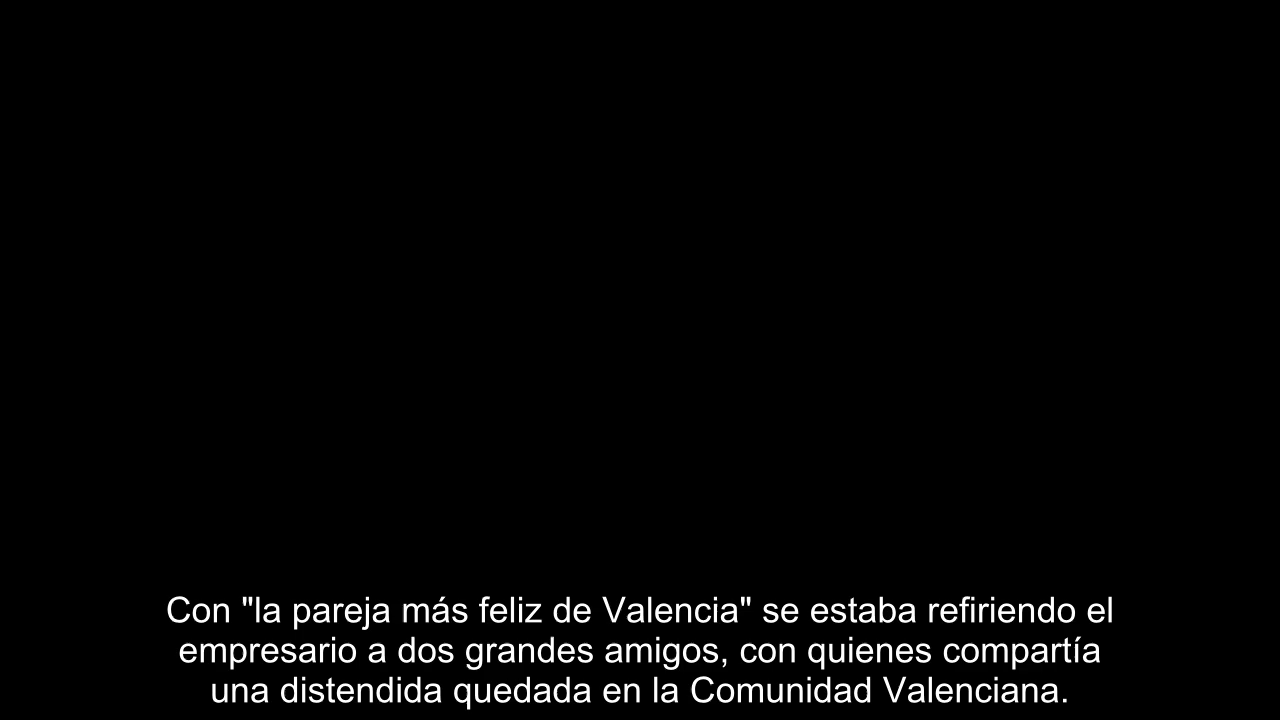 Con "la pareja más feliz de Valencia" se estaba refiriendo el
empresario a dos grandes amigos, con quienes compartía
una distendida quedada en la Comunidad Valenciana.